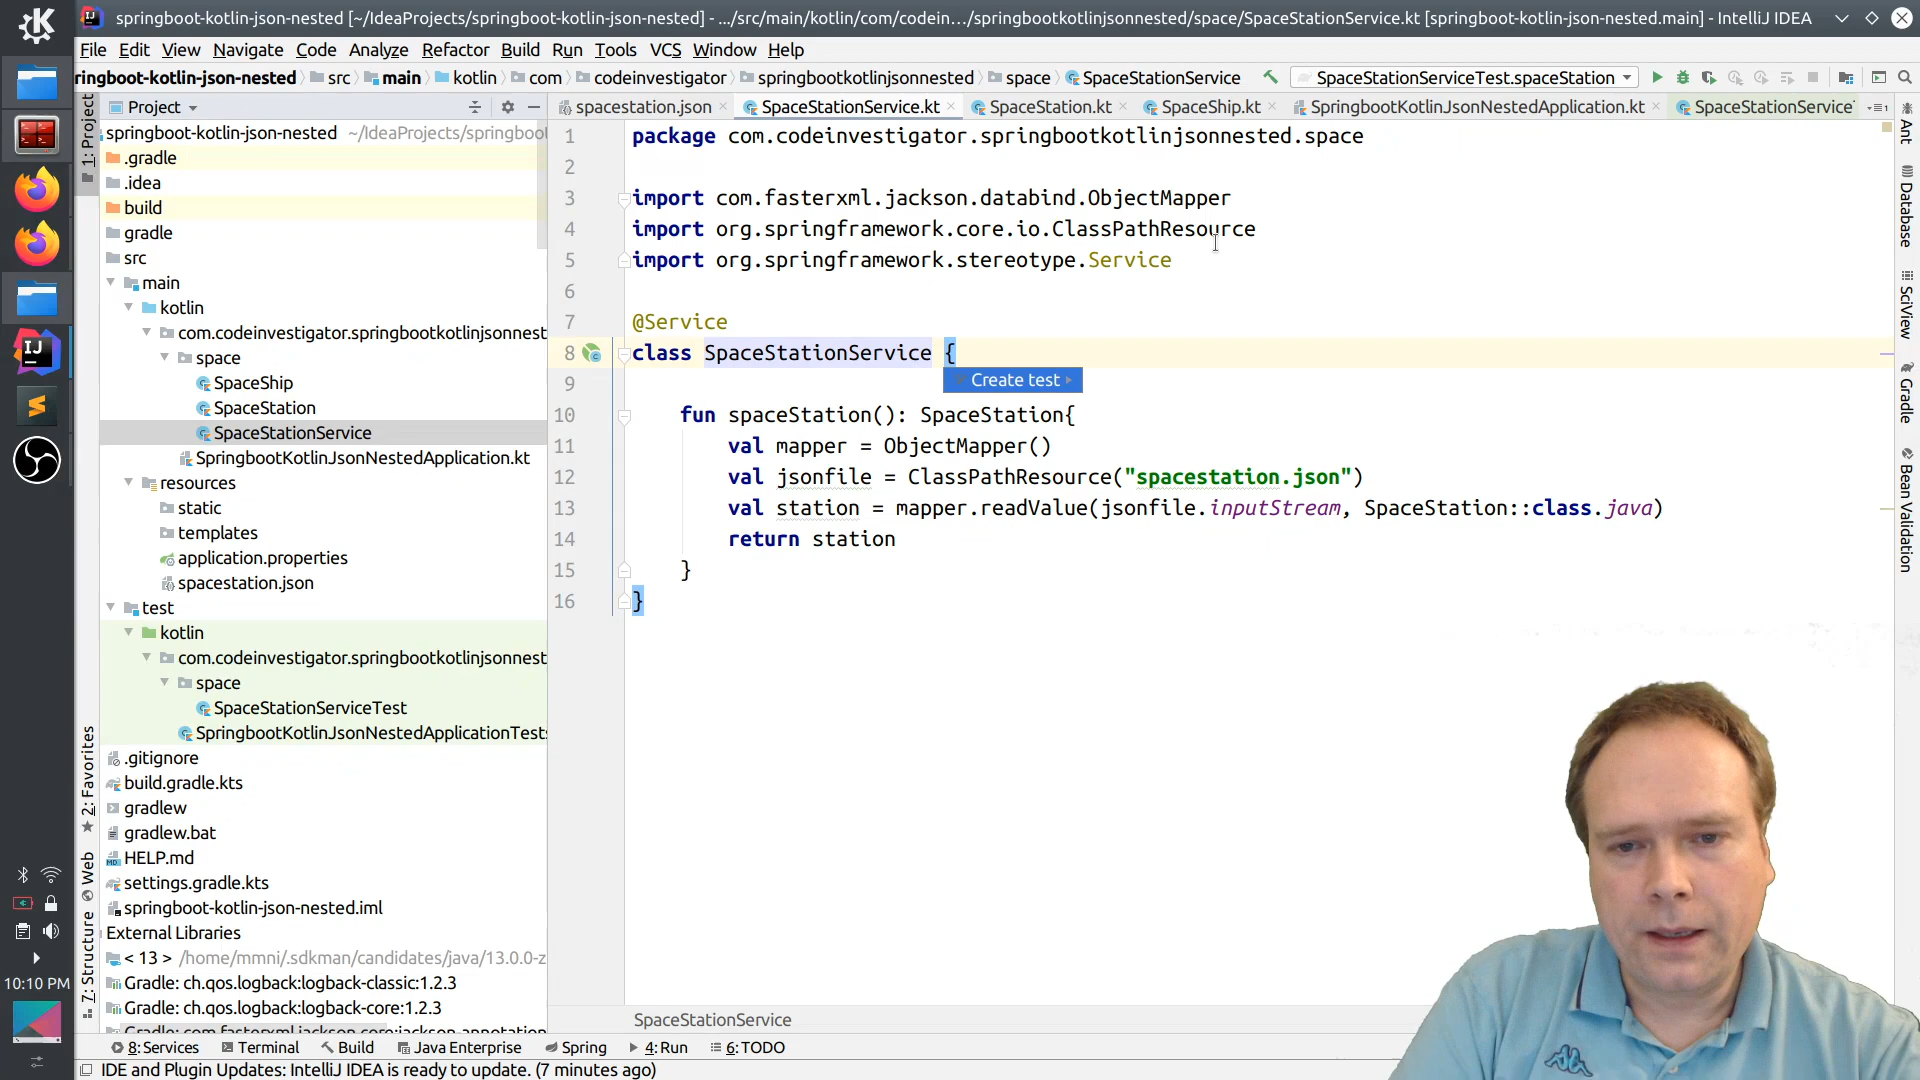 springboot-kotlin-json-nested [~/IdeaProjects/springboot-kotlin-json-nested] - .../src/main/kotlin/com/codein…/springbootkotlinjsonnested/space/SpaceStationService.kt [springboot-kotlin-json-nested.main] - IntelliJ IDEA
File Edit View Navigate Code Analyze Refactor Build Run Tools VCS Window Help
ringboot-kotlin-json-nested src main kotlin com codeinvestigator springbootkotlinjsonnested space SpaceStationService SpaceStationServiceTest.spaceStation
Project
spacestation.json SpaceStationService.kt SpaceStation.kt SpaceShip.kt SpringbootKotlinJsonNestedApplication.kt SpaceStationService
springboot-kotlin-json-nested ~/IdeaProjects/springboo
.gradle
.idea
build
gradle
src
main
kotlin
com.codeinvestigator.springbootkotlinjsonnest
space
SpaceShip
SpaceStation
SpaceStationService
SpringbootKotlinJsonNestedApplication.kt
resources
static
templates
application.properties
spacestation.json
test
kotlin
com.codeinvestigator.springbootkotlinjsonnest
space
SpaceStationServiceTest
SpringbootKotlinJsonNestedApplicationTest
.gitignore
build.gradle.kts
gradlew
gradlew.bat
HELP.md
settings.gradle.kts
springboot-kotlin-json-nested.iml
External Libraries
< 13 > /home/mmni/.sdkman/candidates/java/13.0.0-z
Gradle: ch.qos.logback:logback-classic:1.2.3
Gradle: ch.qos.logback:logback-core:1.2.3
Gradle: com.fasterxml.jackson.core:jackson-annotation
1 package com.codeinvestigator.springbootkotlinjsonnested.space
2
3 import com.fasterxml.jackson.databind.ObjectMapper
4 import org.springframework.core.io.ClassPathResource
5 import org.springframework.stereotype.Service
6
7 @Service
8 class SpaceStationService {
Create test
9
10 fun spaceStation(): SpaceStation{
11 val mapper = ObjectMapper()
12 val jsonfile = ClassPathResource("spacestation.json")
13 val station = mapper.readValue(jsonfile.inputStream, SpaceStation::class.java)
14 return station
15 }
16 }
SpaceStationService
1: Project
2: Favorites
Web
7: Structure
Ant
Database
SciView
Gradle
Bean Validation
10:10 PM
8: Services Terminal Build Java Enterprise Spring 4: Run 6: TODO
IDE and Plugin Updates: IntelliJ IDEA is ready to update. (7 minutes ago)